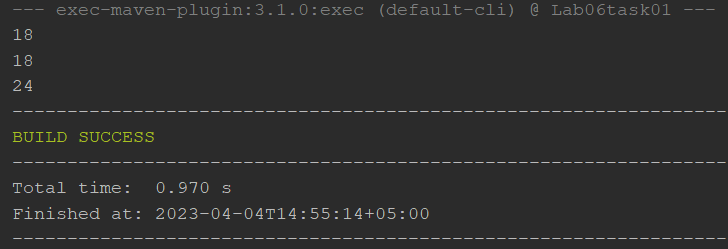 --- exec-maven-plugin:3.1.0:exec (default-cli) @ Lab06task01 ---
18
18
24
------------------------------------------------------------------------
BUILD SUCCESS
------------------------------------------------------------------------
Total time:  0.970 s
Finished at: 2023-04-04T14:55:14+05:00
------------------------------------------------------------------------